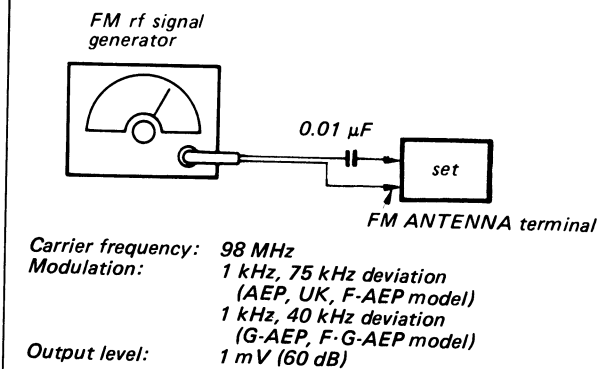 FM rf signal
generator
0.01 μF
set
FM ANTENNA terminal
Carrier frequency: 98 MHz
Modulation: 1 kHz, 75 kHz deviation
(AEP, UK, F-AEP model)
1 kHz, 40 kHz deviation
(G-AEP, F·G-AEP model)
Output level: 1 mV (60 dB)